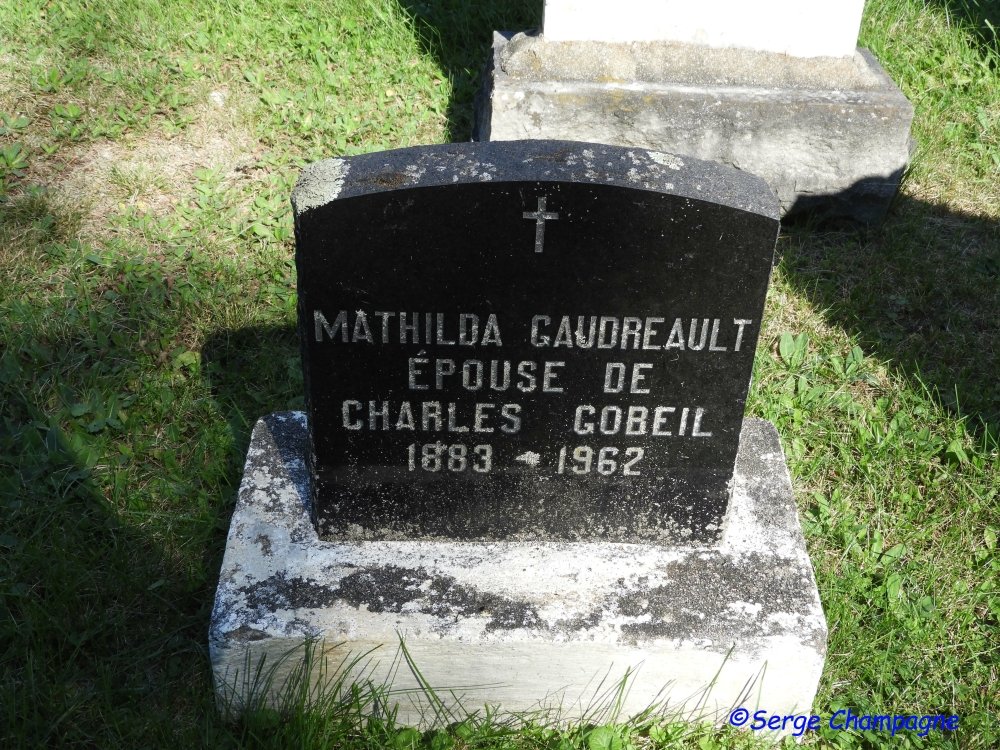 MATHILDA GAUDREAULT
ÉPOUSE DE
CHARLES GOBEIL
1883 - 1962
© Serge Champagne